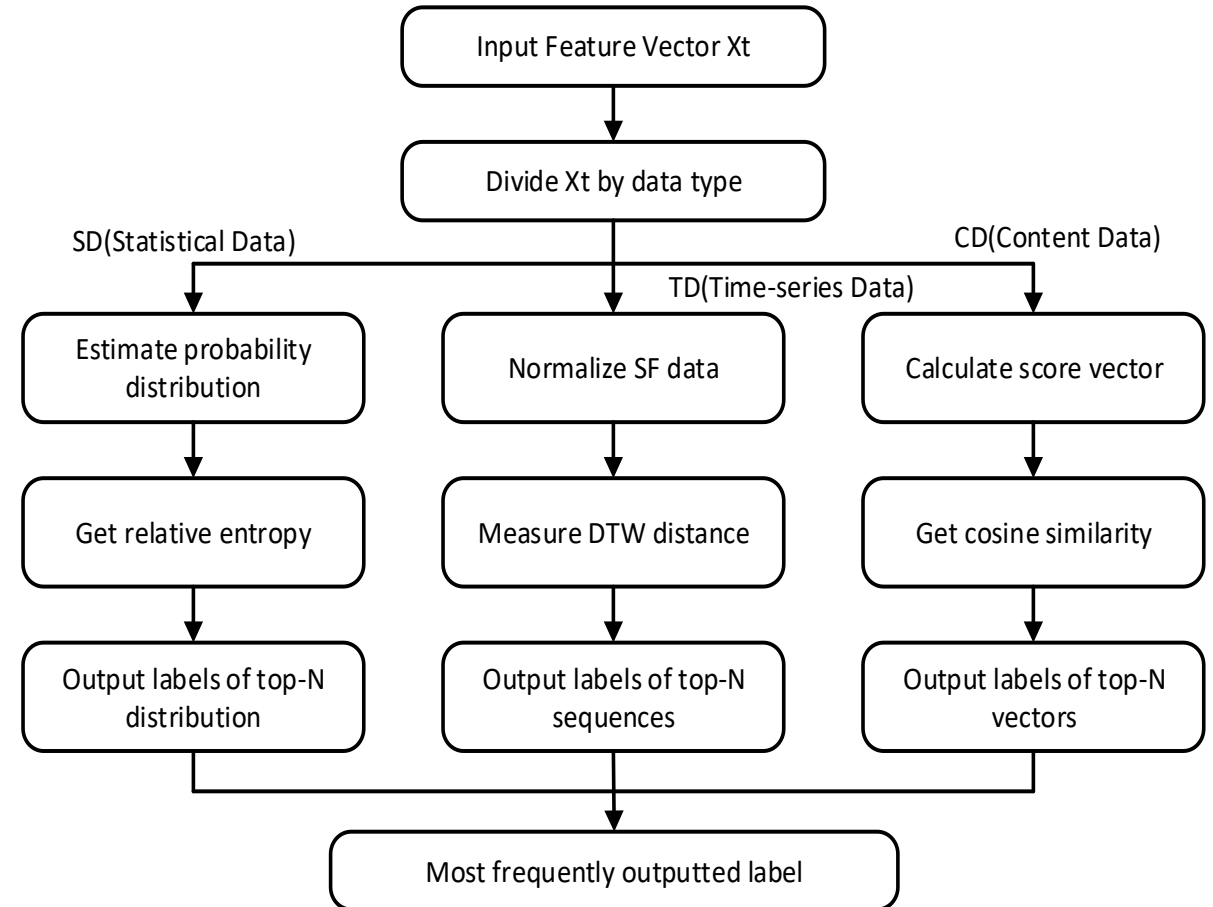 Input Feature Vector Xt
Divide Xt by data type
SD(Statistical Data)
CD(Content Data)
TD(Time-series Data)
Estimate probability
distribution
Normalize SF data
Calculate score vector
Get relative entropy
Measure DTW distance
Get cosine similarity
Output labels of top-N
distribution
Output labels of top-N
sequences
Output labels of top-N
vectors
Most frequently outputted label